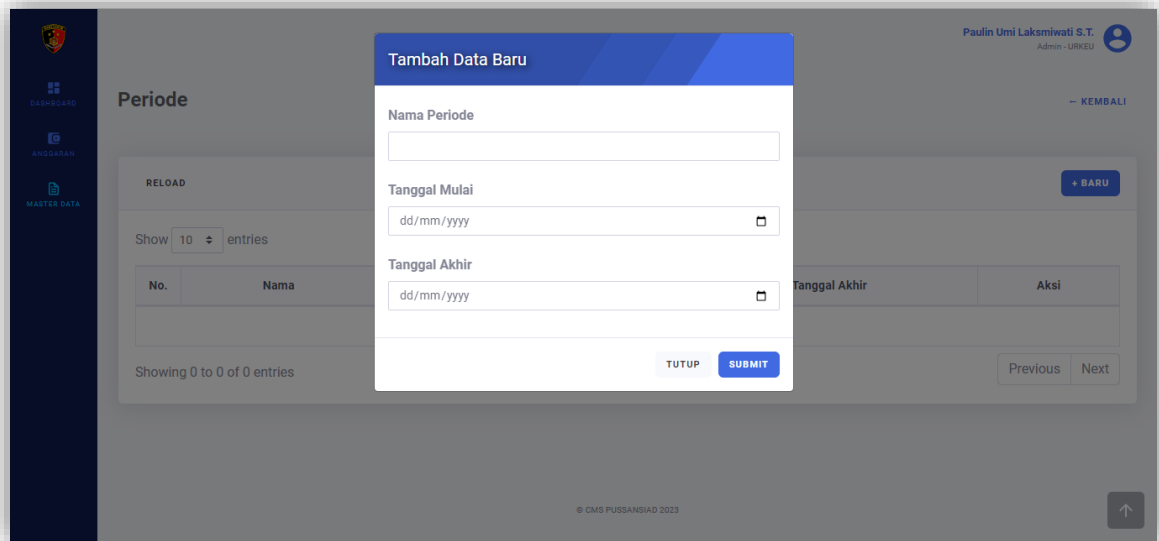 Paulin Umi Laksmiwati S.T.
Admin - URKEU
DASHBOARD
ANGGARAN
MASTER DATA
Periode
← KEMBALI
RELOAD
+ BARU
Show 10 entries
No.
Nama
Tanggal Akhir
Aksi
Showing 0 to 0 of 0 entries
Previous
Next
Tambah Data Baru
Nama Periode
Tanggal Mulai
dd/mm/yyyy
Tanggal Akhir
dd/mm/yyyy
TUTUP
SUBMIT
© CMS PUSSANSIAD 2023